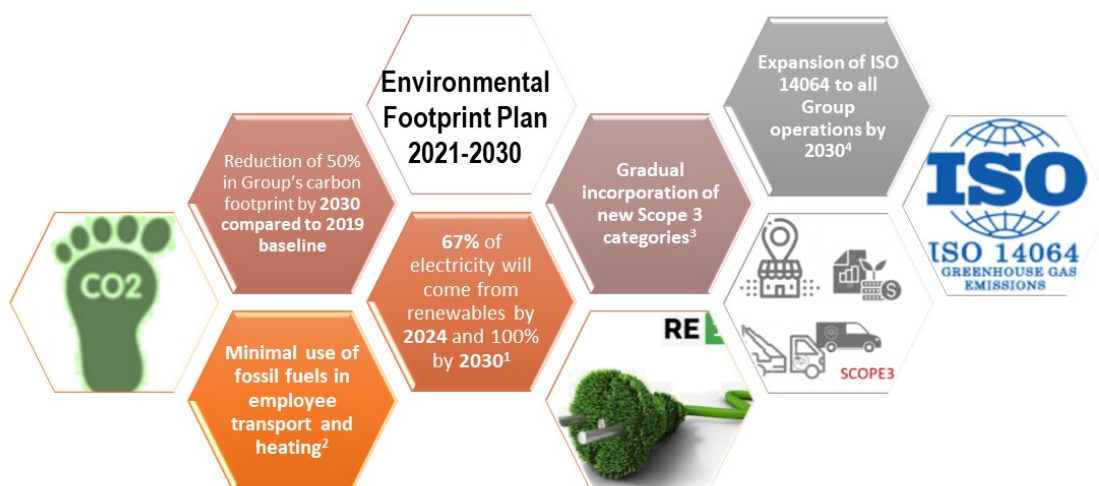 Environmental
Footprint Plan
2021-2030
CO2
Reduction of 50%
in Group's carbon
footprint by 2030
compared to 2019
baseline
Minimal use of
fossil fuels in
employee
transport and
heating2
67% of
electricity will
come from
renewables by
2024 and 100%
by 20301
Gradual
incorporation of
new Scope 3
categories3
RE
Expansion of ISO
14064 to all
Group
operations by
20304
$
SCOPE3
ISO
ISO 14064
GREENHOUSE GAS
EMISSIONS